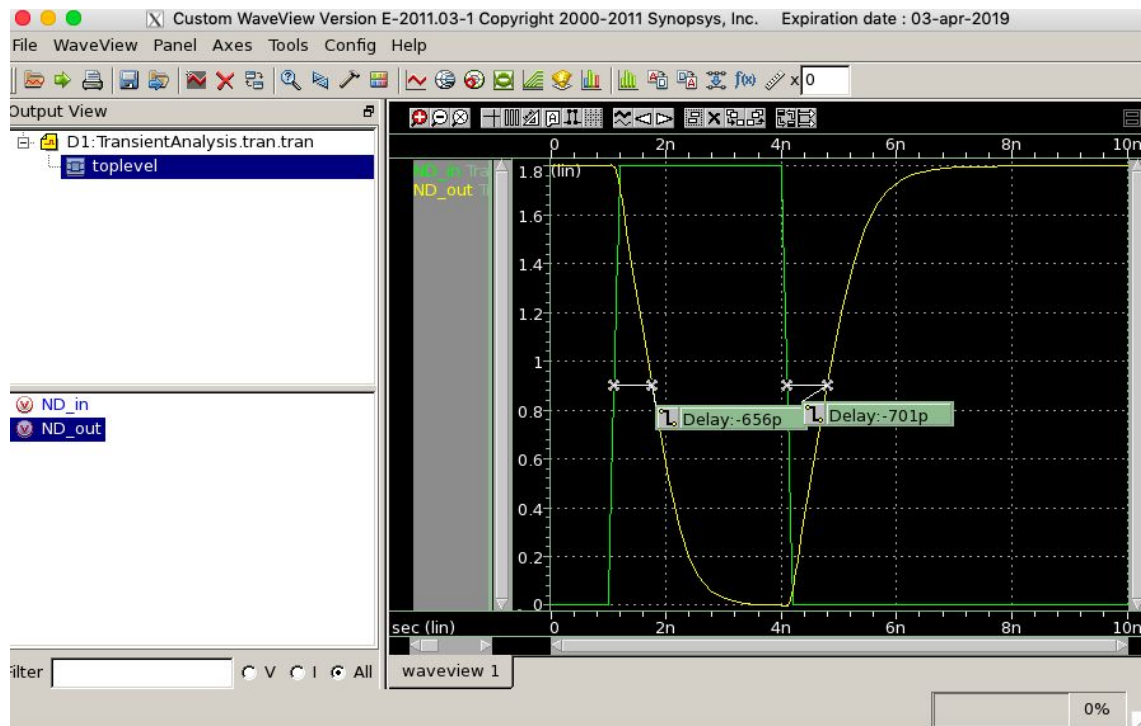 Custom WaveView Version E-2011.03-1 Copyright 2000-2011 Synopsys, Inc. Expiration date : 03-apr-2019
File WaveView Panel Axes Tools Config Help
f(x) x 0
Output View
D1:TransientAnalysis.tran.tran
toplevel
ND_in
ND_out
Filter
V I All
0 2n 4n 6n 8n 10n
ND_in Tra
ND_out T
1.8 (lin)
1.6
1.4
1.2
1
0.8
0.6
0.4
0.2
0
Delay:-656p
Delay:-701p
sec (lin) 0 2n 4n 6n 8n 10n
waveview 1
0%